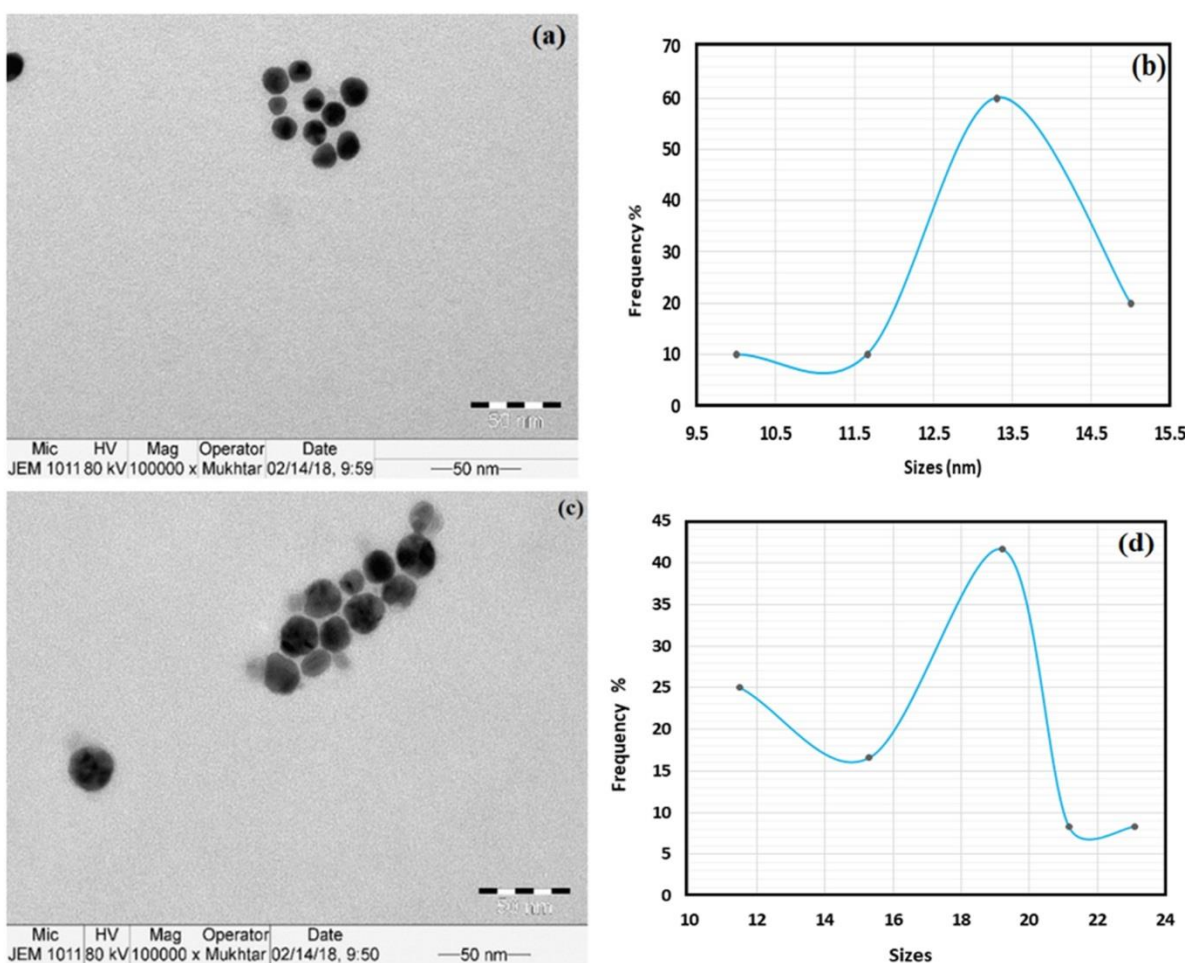 (a)
50 nm
Mic HV Mag Operator Date
JEM 1011 80 kV 100000 x Mukhtar 02/14/18, 9:59 50 nm
(b)
70
60
50
40
30
20
10
0
Frequency %
9.5 10.5 11.5 12.5 13.5 14.5 15.5
Sizes (nm)
(c)
50 nm
Mic HV Mag Operator Date
JEM 1011 80 kV 100000 x Mukhtar 02/14/18, 9:50 50 nm
(d)
45
40
35
30
25
20
15
10
5
0
Frequency %
10 12 14 16 18 20 22 24
Sizes